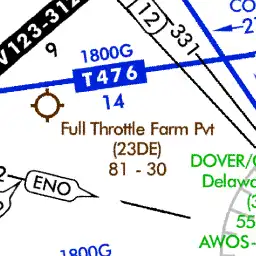 V123-312
9
1800G
T476
14
12
331
CO
Full Throttle Farm Pvt
(23DE)
81 - 30
DOVER/
Delawa
55
AWOS-
ENO
1800G